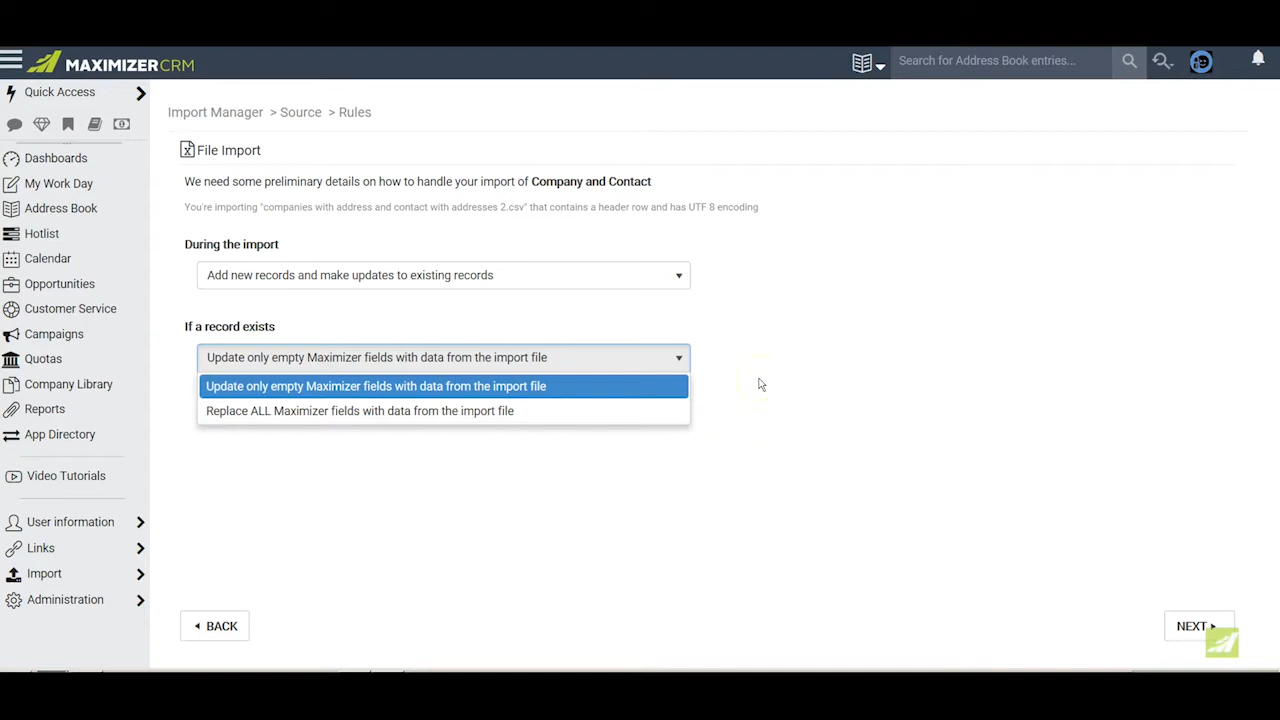 MAXIMIZER CRM
Search for Address Book entries...
Quick Access
Dashboards
My Work Day
Address Book
Hotlist
Calendar
Opportunities
Customer Service
Campaigns
Quotas
Company Library
Reports
App Directory
Video Tutorials
User information
Links
Import
Administration
Import Manager > Source > Rules
File Import
We need some preliminary details on how to handle your import of Company and Contact
You're importing "companies with address and contact with addresses 2.csv" that contains a header row and has UTF 8 encoding
During the import
Add new records and make updates to existing records
If a record exists
Update only empty Maximizer fields with data from the import file
Update only empty Maximizer fields with data from the import file
Replace ALL Maximizer fields with data from the import file
BACK
NEXT